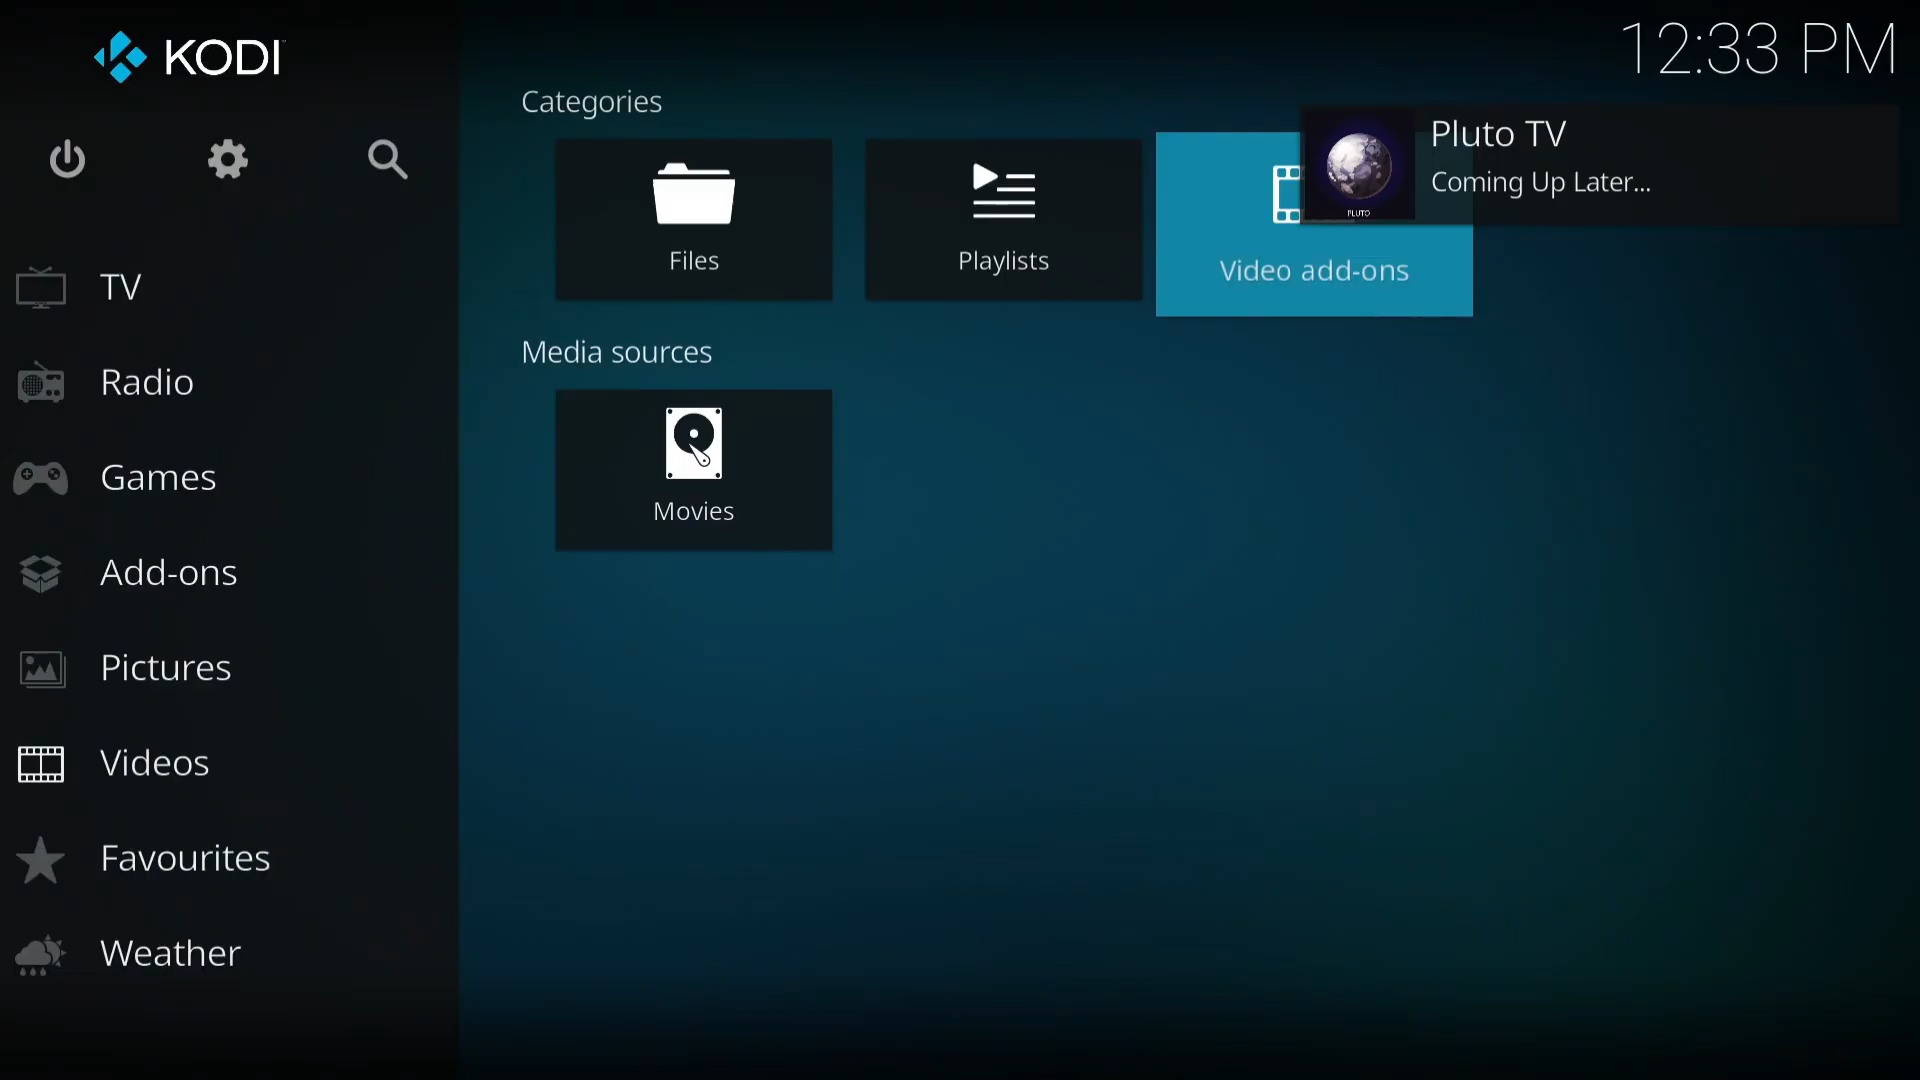 KODI
12:33 PM
TV
Radio
Games
Add-ons
Pictures
Videos
Favourites
Weather
Categories
Files
Playlists
Video add-ons
Pluto TV
Coming Up Later...
PLUTO
Media sources
Movies